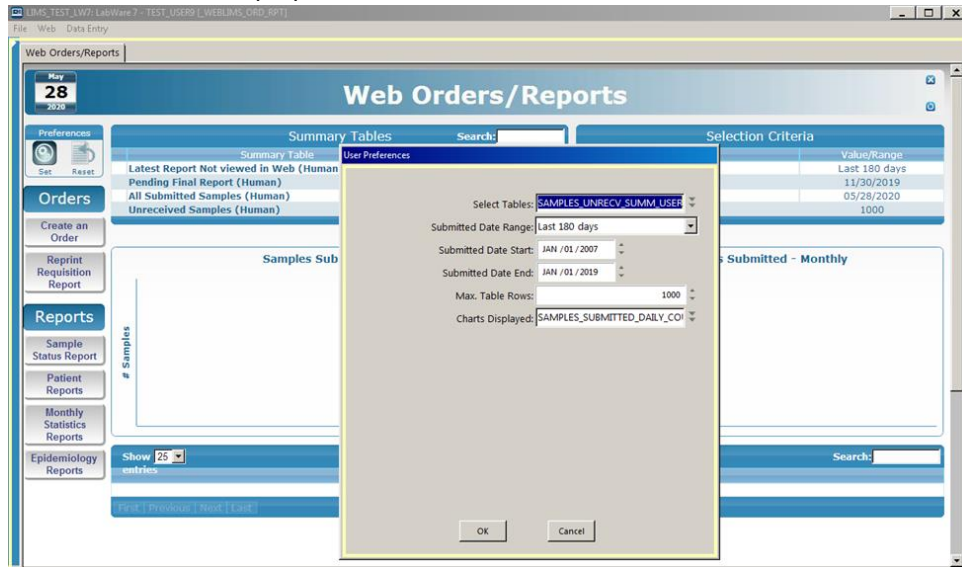 LIMS_TEST_LW7: LabWare 7 - TEST_USER9 [_WEBLIMS_ORD_RPT]
File Web Data Entry
Web Orders/Reports
May
28
2020
Web Orders/Reports
Preferences
Set Reset
Summary Tables Search:
Selection Criteria
Summary Table
Value/Range
Latest Report Not viewed in Web (Human
Last 180 days
Pending Final Report (Human)
11/30/2019
All Submitted Samples (Human)
05/28/2020
Unreceived Samples (Human)
1000
Orders
Create an
Order
Reprint
Requisition
Report
Reports
Sample
Status Report
Patient
Reports
Monthly
Statistics
Reports
Epidemiology
Reports
Samples Sub
s Submitted - Monthly
# Samples
User Preferences
Select Tables: SAMPLES_UNRECV_SUMM_USER
Submitted Date Range: Last 180 days
Submitted Date Start: JAN /01 /2007
Submitted Date End: JAN /01 /2019
Max. Table Rows: 1000
Charts Displayed: SAMPLES_SUBMITTED_DAILY_CO
OK Cancel
Show 25
entries
Search:
First | Previous | Next | Last